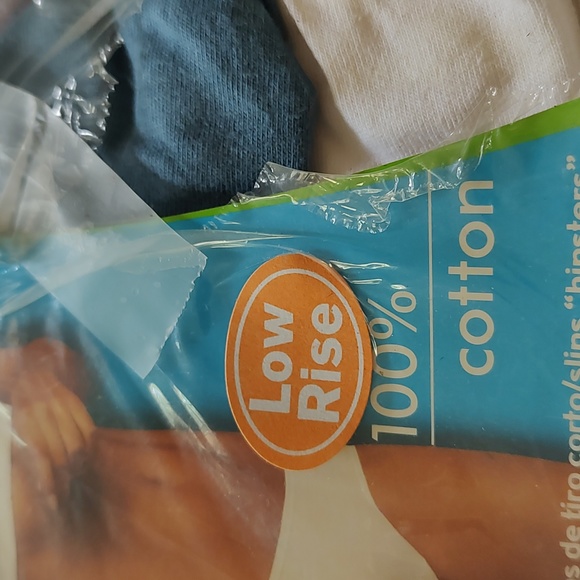 Low
Rise
100%
cotton
s de tiro corto/slips "hipsters"